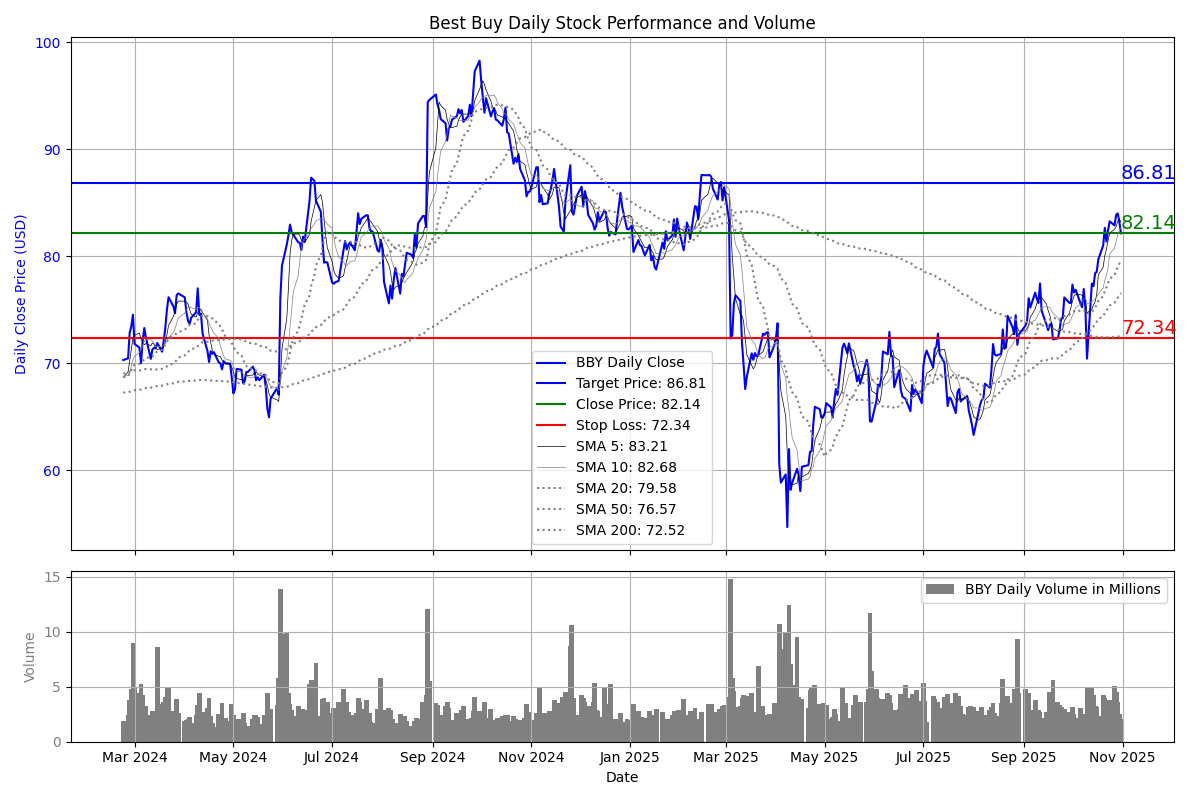 Best Buy Daily Stock Performance and Volume
Daily Close Price (USD)
100
90
80
70
60
86.81
82.14
72.34
BBY Daily Close
Target Price: 86.81
Close Price: 82.14
Stop Loss: 72.34
SMA 5: 83.21
SMA 10: 82.68
SMA 20: 79.58
SMA 50: 76.57
SMA 200: 72.52
Volume
15
10
5
0
BBY Daily Volume in Millions
Mar 2024 May 2024 Jul 2024 Sep 2024 Nov 2024 Jan 2025 Mar 2025 May 2025 Jul 2025 Sep 2025 Nov 2025
Date